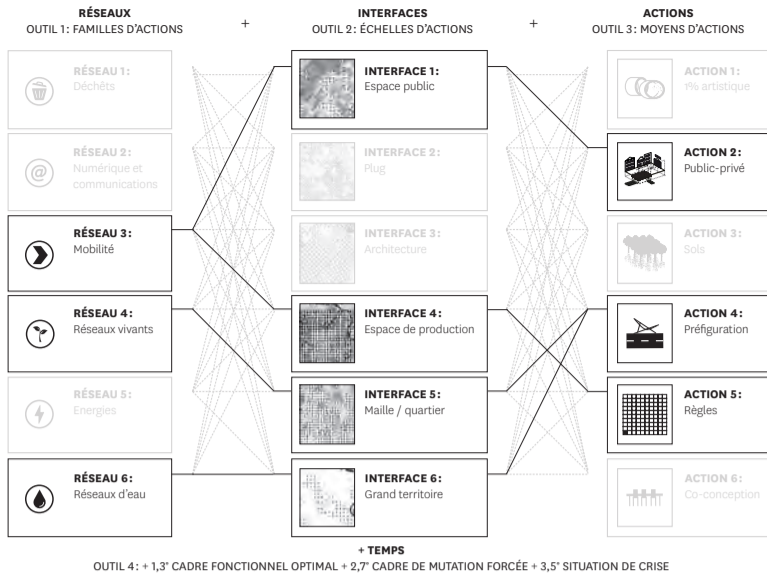 RÉSEAUX
OUTIL 1: FAMILLES D'ACTIONS
+
INTERFACES
OUTIL 2: ÉCHELLES D'ACTIONS
+
ACTIONS
OUTIL 3: MOYENS D'ACTIONS
RÉSEAU 1:
Déchêts
RÉSEAU 2:
Numérique et
communications
@
RÉSEAU 3:
Mobilité
RÉSEAU 4:
Réseaux vivants
RÉSEAU 5:
Energies
RÉSEAU 6:
Réseaux d'eau
INTERFACE 1:
Espace public
INTERFACE 2:
Plug
INTERFACE 3:
Architecture
INTERFACE 4:
Espace de production
INTERFACE 5:
Maille / quartier
INTERFACE 6:
Grand territoire
ACTION 1:
1% artistique
ACTION 2:
Public-privé
ACTION 3:
Sols
ACTION 4:
Préfiguration
ACTION 5:
Règles
ACTION 6:
Co-conception
+ TEMPS
OUTIL 4: + 1,3° CADRE FONCTIONNEL OPTIMAL + 2,7° CADRE DE MUTATION FORCÉE + 3,5° SITUATION DE CRISE